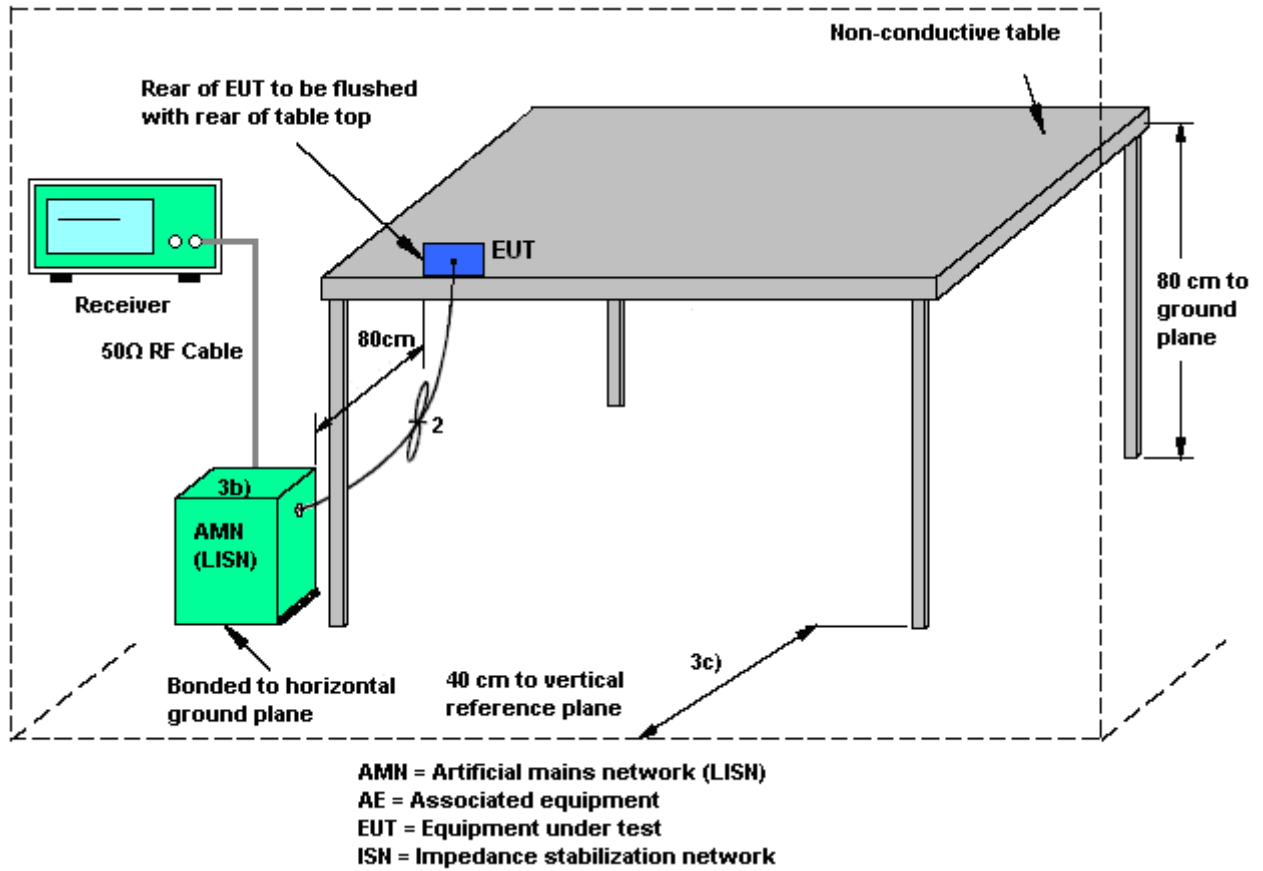 Non-conductive table
Rear of EUT to be flushed
with rear of table top
EUT
Receiver
80cm
80 cm to
ground
plane
50Ω RF Cable
2
3b)
AMN
(LISN)
3c)
Bonded to horizontal
ground plane
40 cm to vertical
reference plane
AMN = Artificial mains network (LISN)
AE = Associated equipment
EUT = Equipment under test
ISN = Impedance stabilization network